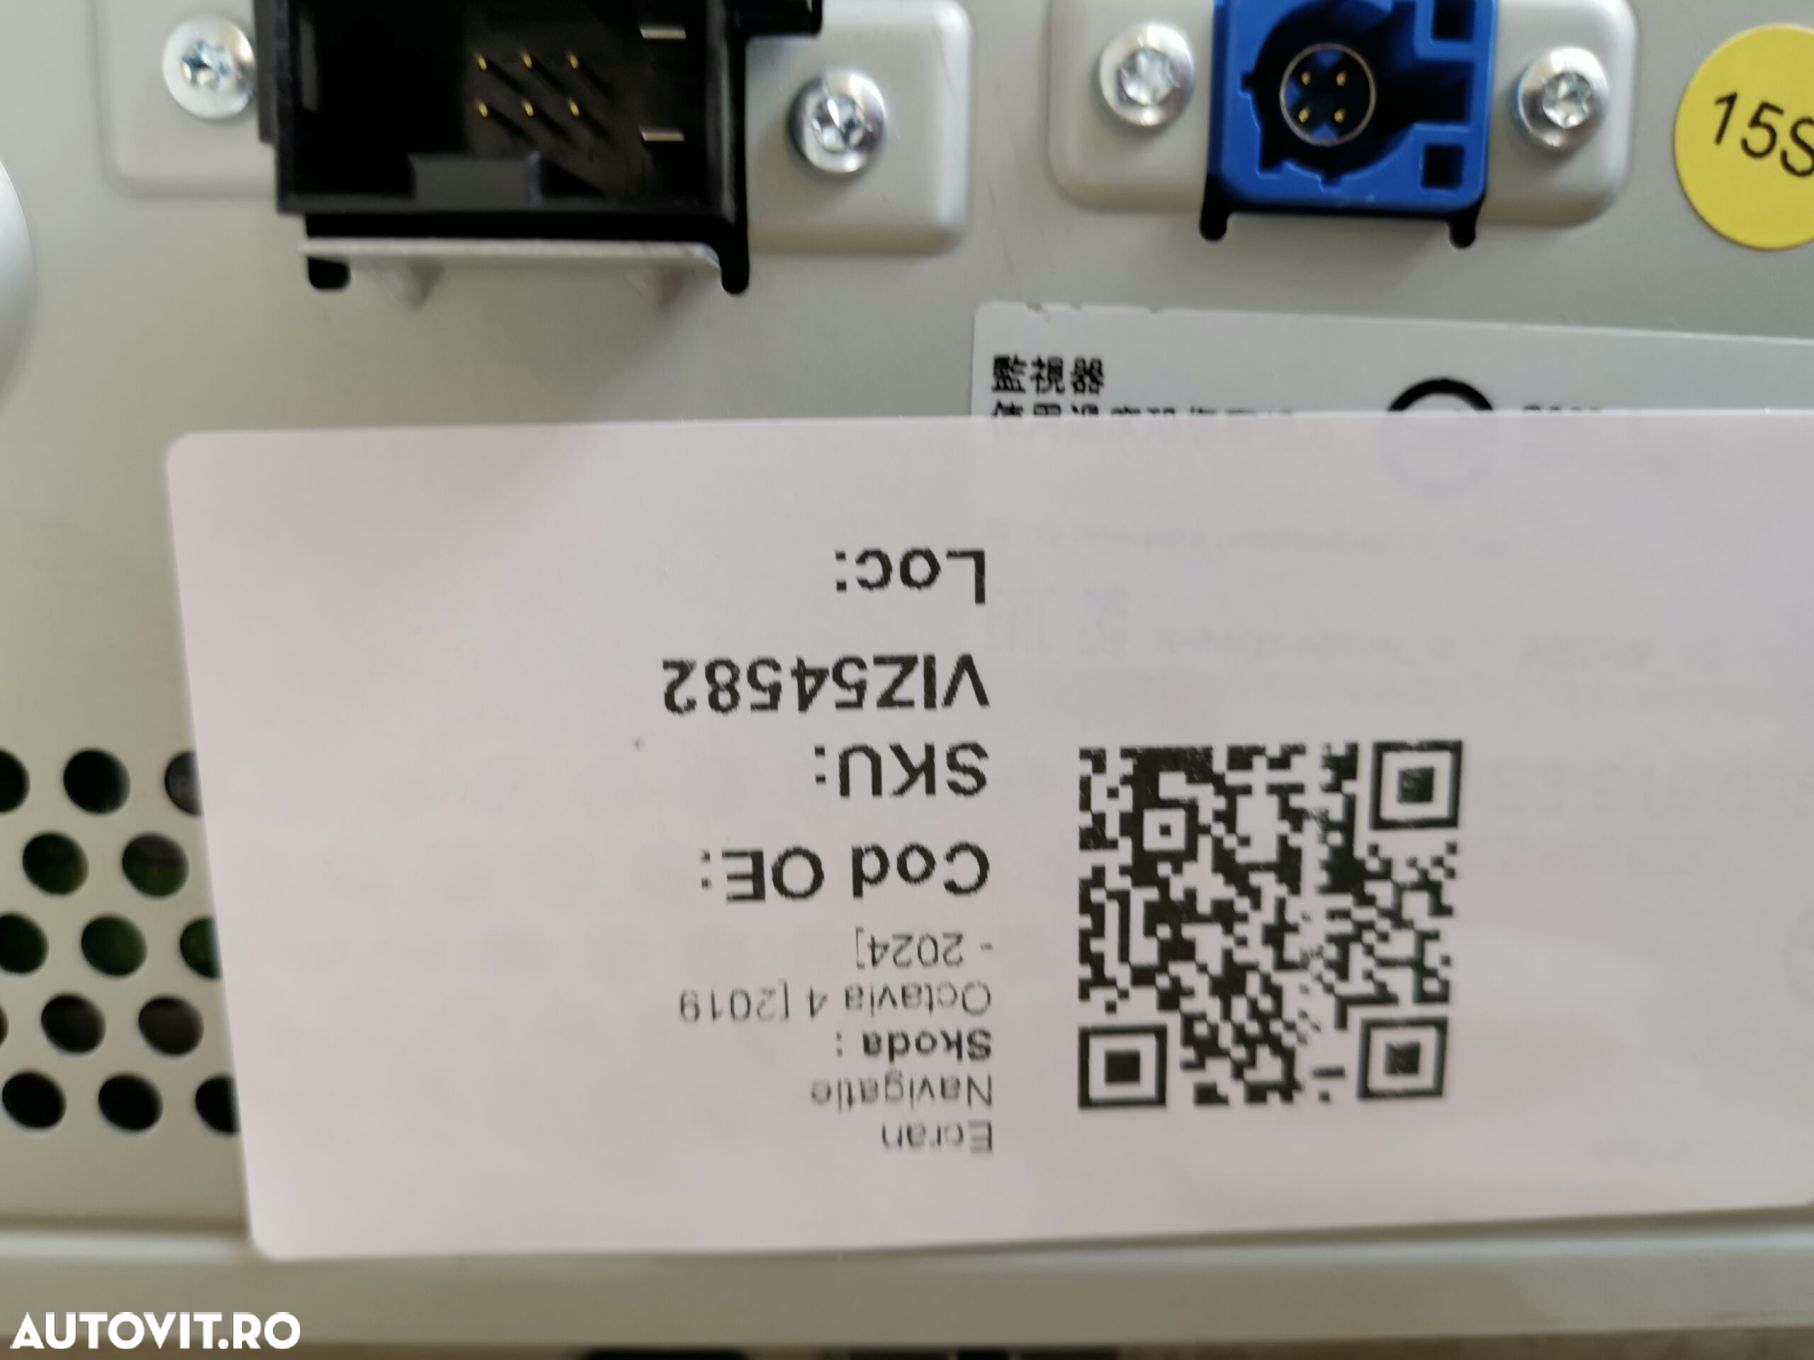 15S
監視器
Ecran
Navigatie
Skoda :
Octavia 4 [2019
- 2024]
Cod OE:
SKU:
VIZ54582
Loc:
AUTOVIT.RO